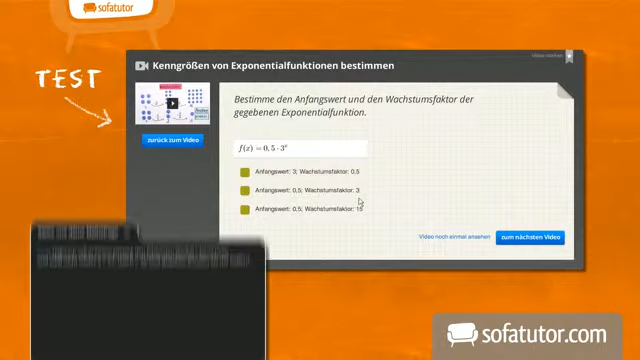 sofatutor
TEST
Kenngrößen von Exponentialfunktionen bestimmen
zurück zum Video
Bestimme den Anfangswert und den Wachstumsfaktor der
gegebenen Exponentialfunktion.
f(x) = 0,5 · 3ˣ
Anfangswert: 3; Wachstumsfaktor: 0,5
Anfangswert: 0,5; Wachstumsfaktor: 3
Anfangswert: 0,5; Wachstumsfaktor: 15
Video noch einmal ansehen
zum nächsten Video
sofatutor.com